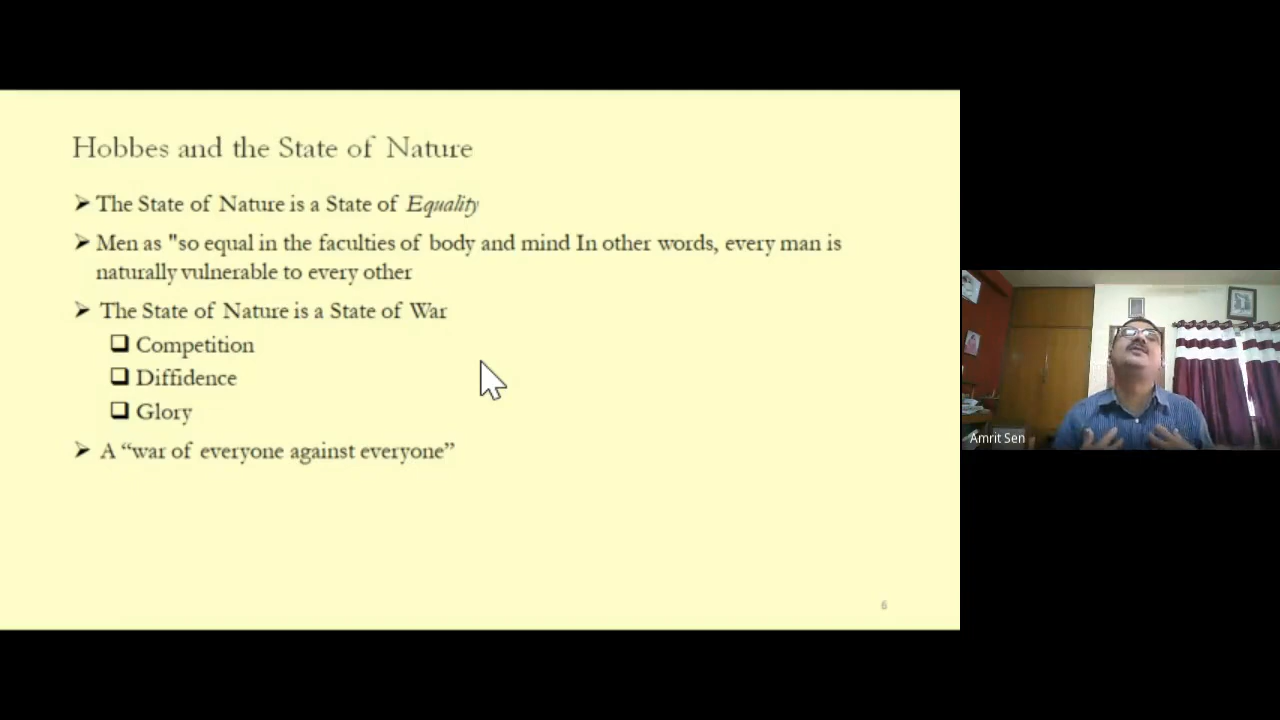 Hobbes and the State of Nature
➢ The State of Nature is a State of Equality
➢ Men as "so equal in the faculties of body and mind In other words, every man is
naturally vulnerable to every other
➢ The State of Nature is a State of War
❑ Competition
❑ Diffidence
❑ Glory
➢ A “war of everyone against everyone”
6
Amrit Sen